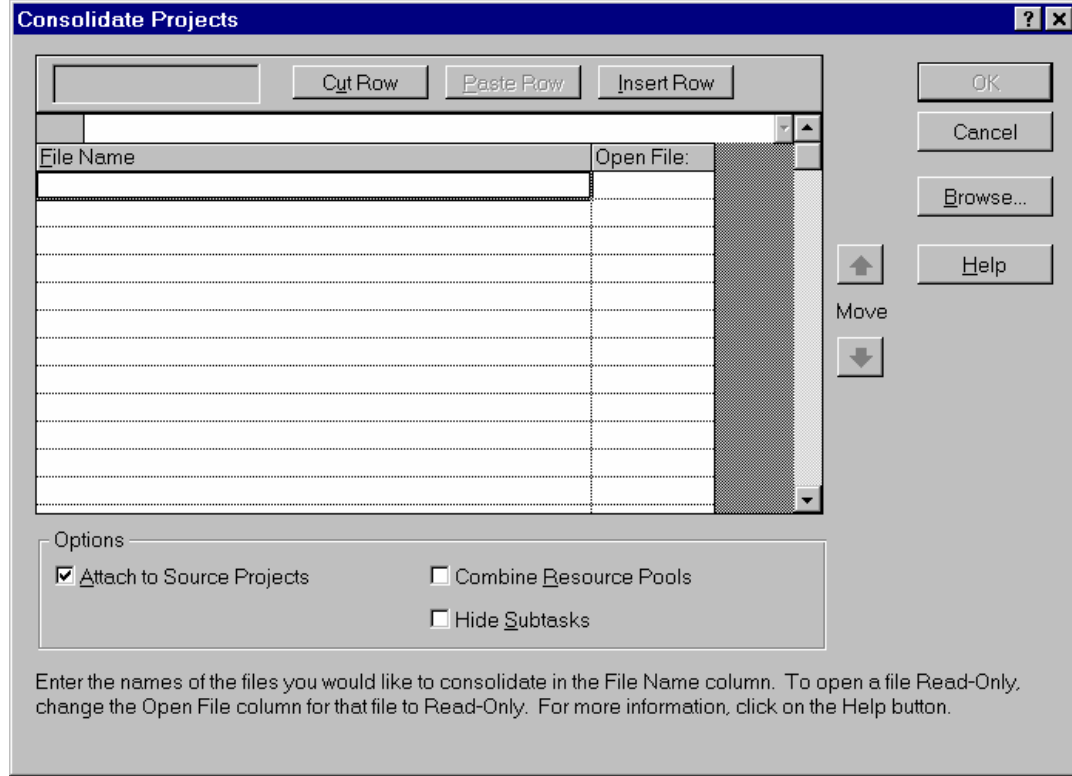 Consolidate Projects
Cut Row Paste Row Insert Row OK
Cancel
File Name Open File:
Browse...
Help
Move
Options
Attach to Source Projects Combine Resource Pools
Hide Subtasks
Enter the names of the files you would like to consolidate in the File Name column. To open a file Read-Only,
change the Open File column for that file to Read-Only. For more information, click on the Help button.